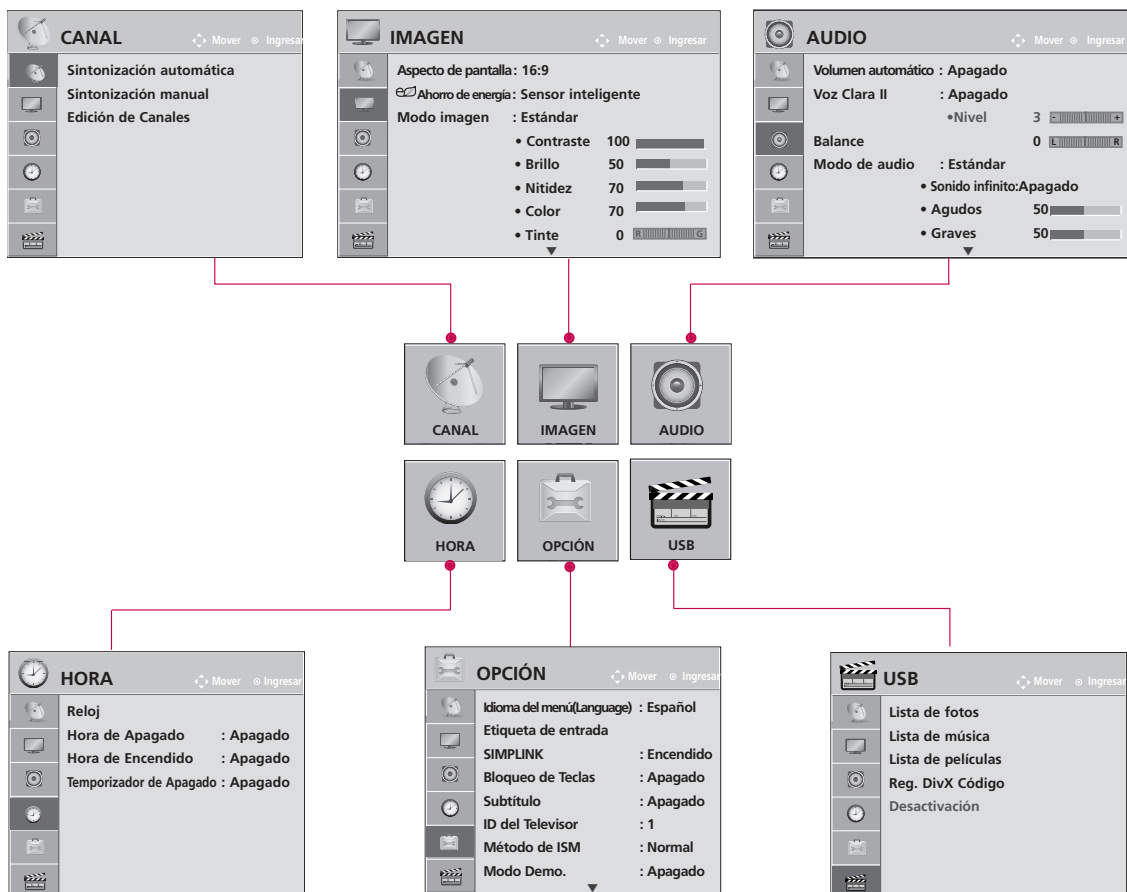 CANAL
Mover
Ingresar
Sintonización automática
Sintonización manual
Edición de Canales
IMAGEN
Mover
Ingresar
Aspecto de pantalla: 16:9
Ahorro de energía: Sensor inteligente
Modo imagen : Estándar
• Contraste 100
• Brillo 50
• Nitidez 70
• Color 70
• Tinte 0 R G
AUDIO
Mover
Ingresar
Volumen automático : Apagado
Voz Clara II : Apagado
•Nivel 3 - +
Balance 0 L R
Modo de audio : Estándar
• Sonido infinito:Apagado
• Agudos 50
• Graves 50
CANAL
IMAGEN
AUDIO
HORA
OPCIÓN
USB
HORA
Mover
Ingresar
Reloj
Hora de Apagado : Apagado
Hora de Encendido : Apagado
Temporizador de Apagado : Apagado
OPCIÓN
Mover
Ingresar
Idioma del menú(Language) : Español
Etiqueta de entrada
SIMPLINK : Encendido
Bloqueo de Teclas : Apagado
Subtítulo : Apagado
ID del Televisor : 1
Método de ISM : Normal
Modo Demo. : Apagado
USB
Mover
Ingresar
Lista de fotos
Lista de música
Lista de películas
Reg. DivX Código
Desactivación